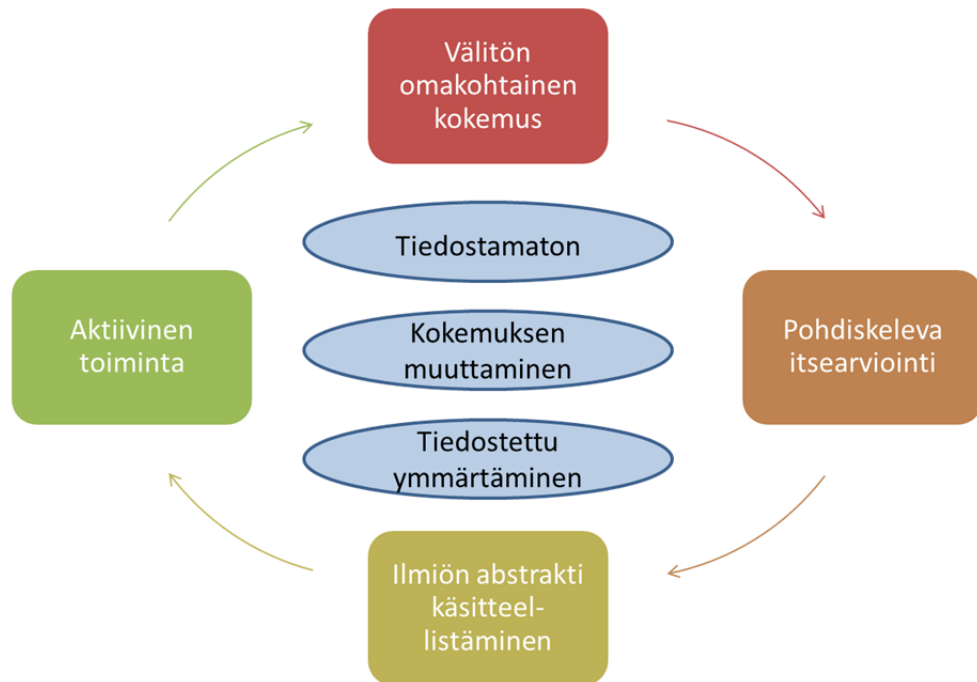 Välitön
omakohtainen
kokemus
Tiedostamaton
Aktiivinen
toiminta
Kokemuksen
muuttaminen
Pohdiskeleva
itsearviointi
Tiedostettu
ymmärtäminen
Ilmiön abstrakti
käsitteel-
listäminen